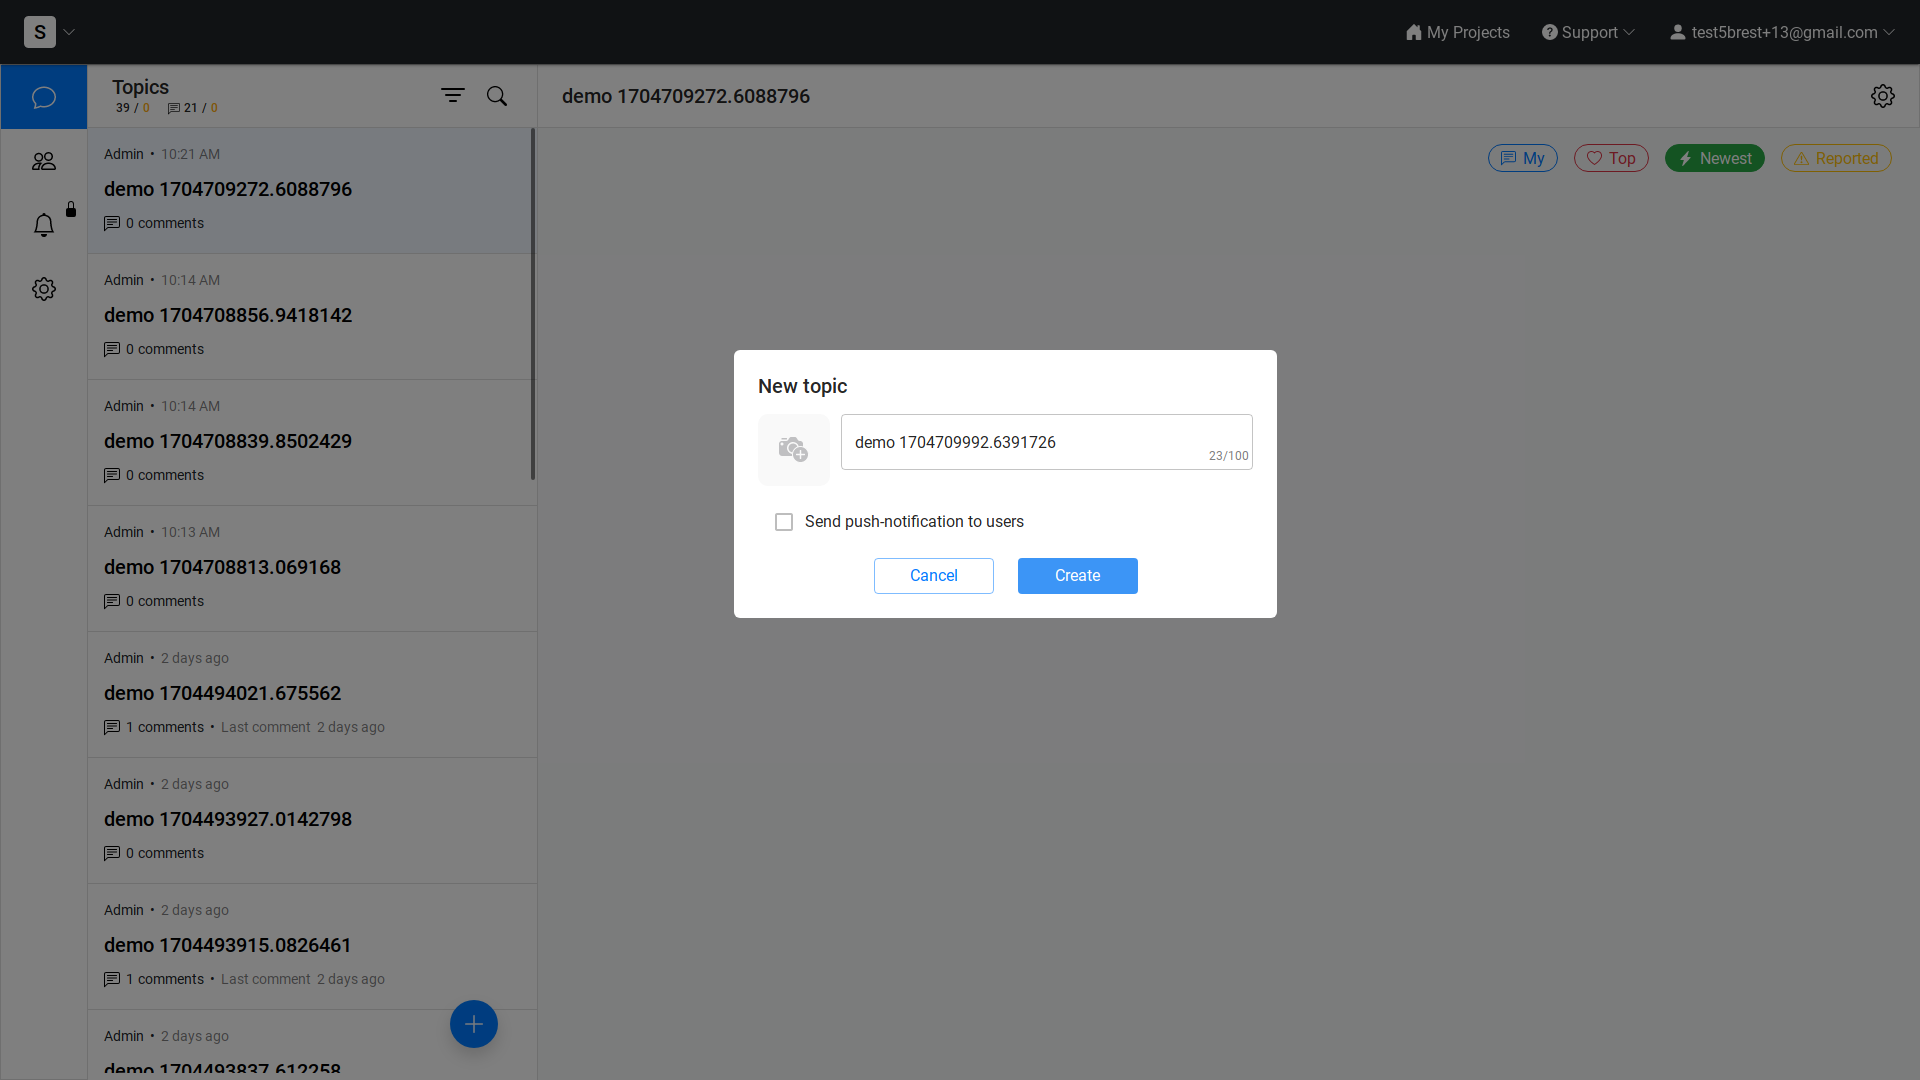 S
My Projects
Support
test5brest+13@gmail.com
Topics
39 / 0 21 / 0
demo 1704709272.6088796
My
Top
Newest
Reported
Admin • 10:21 AM
demo 1704709272.6088796
0 comments
Admin • 10:14 AM
demo 1704708856.9418142
0 comments
Admin • 10:14 AM
demo 1704708839.8502429
0 comments
Admin • 10:13 AM
demo 1704708813.069168
0 comments
Admin • 2 days ago
demo 1704494021.675562
1 comments • Last comment 2 days ago
Admin • 2 days ago
demo 1704493927.0142798
0 comments
Admin • 2 days ago
demo 1704493915.0826461
1 comments • Last comment 2 days ago
Admin • 2 days ago
demo 1704493837.612258
New topic
demo 1704709992.6391726
23/100
Send push-notification to users
Cancel
Create